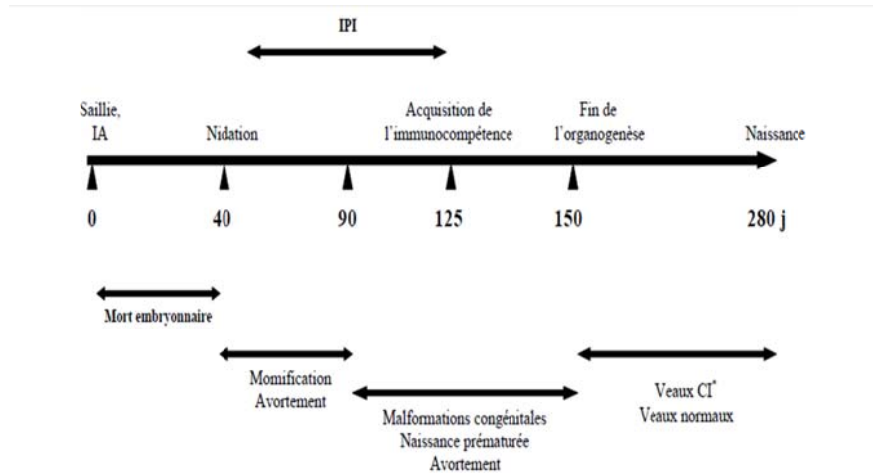 IPI
Saillie,
IA
Nidation
Acquisition de
l'immunocompétence
Fin de
l'organogenèse
Naissance
0
40
90
125
150
280 j
Mort embryonnaire
Momification
Avortement
Malformations congénitales
Naissance prématurée
Avortement
Veaux CI*
Veaux normaux